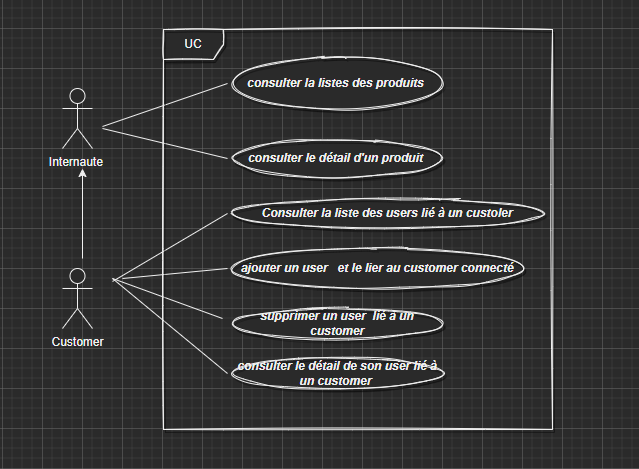 UC
consulter la listes des produits
Internaute
consulter le détail d'un produit
Consulter la liste des users lié à un custoler
ajouter un user et le lier au customer connecté
supprimer un user lié à un
customer
Customer
consulter le détail de son user lié à
un customer